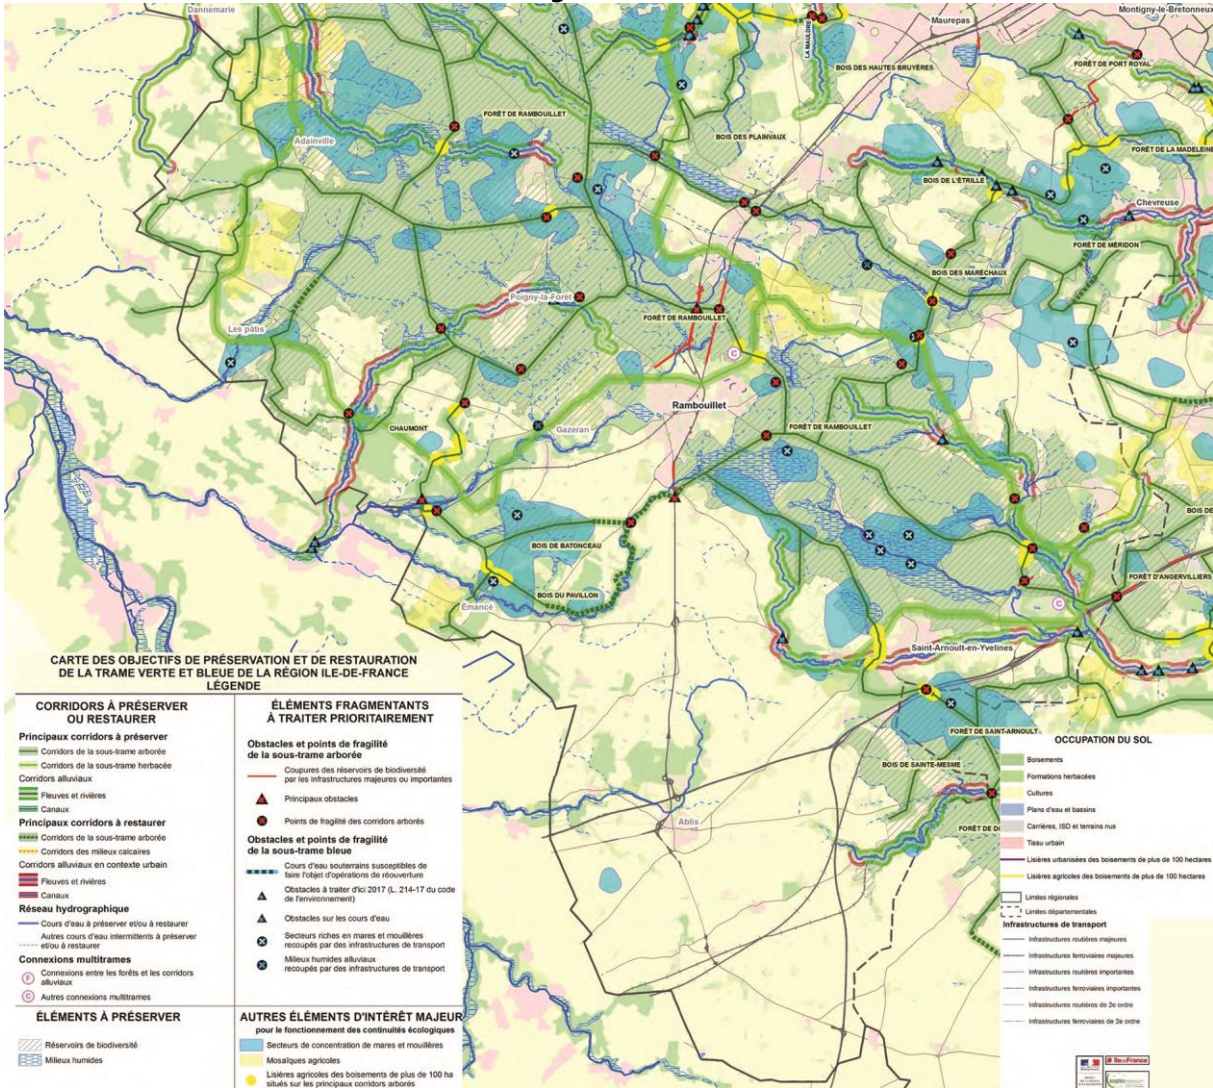 Dannemarie
Maurepas
Montigny-le-Bretonneux
LA MAULDRE
BOIS DES HAUTES BRUYÈRES
FORÊT DE PORT ROYAL
FORÊT DE RAMBOUILLET
BOIS DES PLAINVAUX
Adainville
FORÊT DE LA MADELEINE
BOIS DE L'ÉTRILLE
Chevreuse
FORÊT DE MÉRIDON
BOIS DES MARÉCHAUX
Poigny-la-Forêt
FORÊT DE RAMBOUILLET
Les pâtis
C
Rambouillet
CHAUMONT
Gazeran
FORÊT DE RAMBOUILLET
BOIS DE
BOIS DE BATONCEAU
FORÊT D'ANGERVILLIERS
BOIS DU PAVILLON
Émancé
C
Saint-Arnoult-en-Yvelines
FORÊT DE SAINT-ARNOULT
BOIS DE SAINTE-MESME
Ablis
FORÊT DE DO
CARTE DES OBJECTIFS DE PRÉSERVATION ET DE RESTAURATION
DE LA TRAME VERTE ET BLEUE DE LA RÉGION ILE-DE-FRANCE
LÉGENDE
CORRIDORS À PRÉSERVER
OU RESTAURER
Principaux corridors à préserver
Corridors de la sous-trame arborée
Corridors de la sous-trame herbacée
Corridors alluviaux
Fleuves et rivières
Canaux
Principaux corridors à restaurer
Corridors de la sous-trame arborée
Corridors des milieux calcaires
Corridors alluviaux en contexte urbain
Fleuves et rivières
Canaux
Réseau hydrographique
Cours d'eau à préserver et/ou à restaurer
Autres cours d'eau intermittents à préserver
et/ou à restaurer
Connexions multitrames
F Connexions entre les forêts et les corridors
alluviaux
C Autres connexions multitrames
ÉLÉMENTS À PRÉSERVER
Réservoirs de biodiversité
Milieux humides
ÉLÉMENTS FRAGMENTANTS
À TRAITER PRIORITAIREMENT
Obstacles et points de fragilité
de la sous-trame arborée
Coupures des réservoirs de biodiversité
par les infrastructures majeures ou importantes
Principaux obstacles
Points de fragilité des corridors arborés
Obstacles et points de fragilité
de la sous-trame bleue
Cours d'eau souterrains susceptibles de
faire l'objet d'opérations de réouverture
Obstacles à traiter d'ici 2017 (L. 214-17 du code
de l'environnement)
Obstacles sur les cours d'eau
Secteurs riches en mares et mouillères
recoupés par des infrastructures de transport
Milieux humides alluviaux
recoupés par des infrastructures de transport
AUTRES ÉLÉMENTS D'INTÉRÊT MAJEUR
pour le fonctionnement des continuités écologiques
Secteurs de concentration de mares et mouillères
Mosaïques agricoles
Lisières agricoles des boisements de plus de 100 ha
situés sur les principaux corridors arborés
OCCUPATION DU SOL
Boisements
Formations herbacées
Cultures
Plans d'eau et bassins
Carrières, ISD et terrains nus
Tissu urbain
Lisières urbanisées des boisements de plus de 100 hectares
Lisières agricoles des boisements de plus de 100 hectares
Limites régionales
Limites départementales
Infrastructures de transport
Infrastructures routières majeures
Infrastructures ferroviaires majeures
Infrastructures routières importantes
Infrastructures ferroviaires importantes
Infrastructures routières de 2e ordre
Infrastructures ferroviaires de 2e ordre
îledeFrance